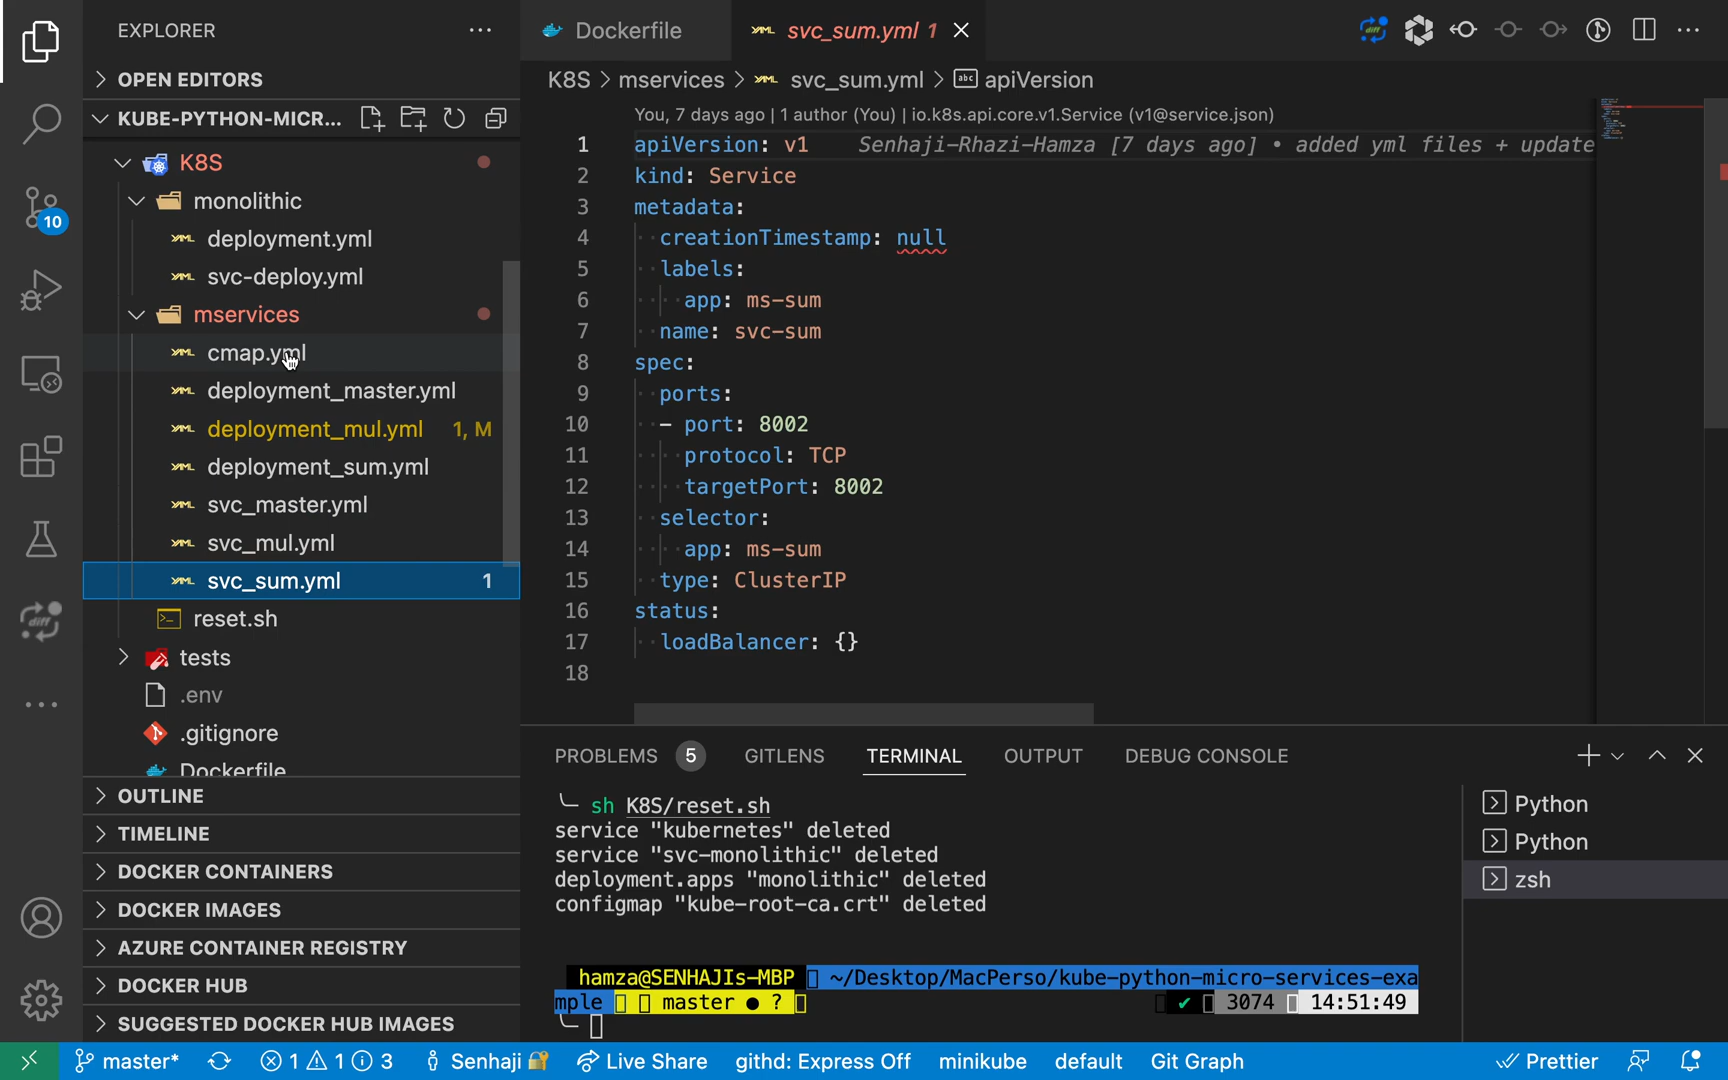 EXPLORER
OPEN EDITORS
KUBE-PYTHON-MICR...
K8S
monolithic
deployment.yml
svc-deploy.yml
mservices
cmap.yml
deployment_master.yml
deployment_mul.yml 1, M
deployment_sum.yml
svc_master.yml
svc_mul.yml
svc_sum.yml 1
reset.sh
tests
.env
.gitignore
Dockerfile
OUTLINE
TIMELINE
DOCKER CONTAINERS
DOCKER IMAGES
AZURE CONTAINER REGISTRY
DOCKER HUB
SUGGESTED DOCKER HUB IMAGES
10
diff
Dockerfile
svc_sum.yml 1
diff
K8S > mservices > svc_sum.yml > abc apiVersion
You, 7 days ago | 1 author (You) | io.k8s.api.core.v1.Service (v1@service.json)
1 apiVersion: v1 Senhaji-Rhazi-Hamza [7 days ago] • added yml files + update
2 kind: Service
3 metadata:
4 creationTimestamp: null
5 labels:
6 app: ms-sum
7 name: svc-sum
8 spec:
9 ports:
10 - port: 8002
11 protocol: TCP
12 targetPort: 8002
13 selector:
14 app: ms-sum
15 type: ClusterIP
16 status:
17 loadBalancer: {}
18
PROBLEMS 5 GITLENS TERMINAL OUTPUT DEBUG CONSOLE
sh K8S/reset.sh
service "kubernetes" deleted
service "svc-monolithic" deleted
deployment.apps "monolithic" deleted
configmap "kube-root-ca.crt" deleted
hamza@SENHAJIs-MBP ~/Desktop/MacPerso/kube-python-micro-services-exa
mple master ● ? ✔ 3074 14:51:49
Python
Python
zsh
master* 1 1 3 Senhaji Live Share githd: Express Off minikube default Git Graph Prettier